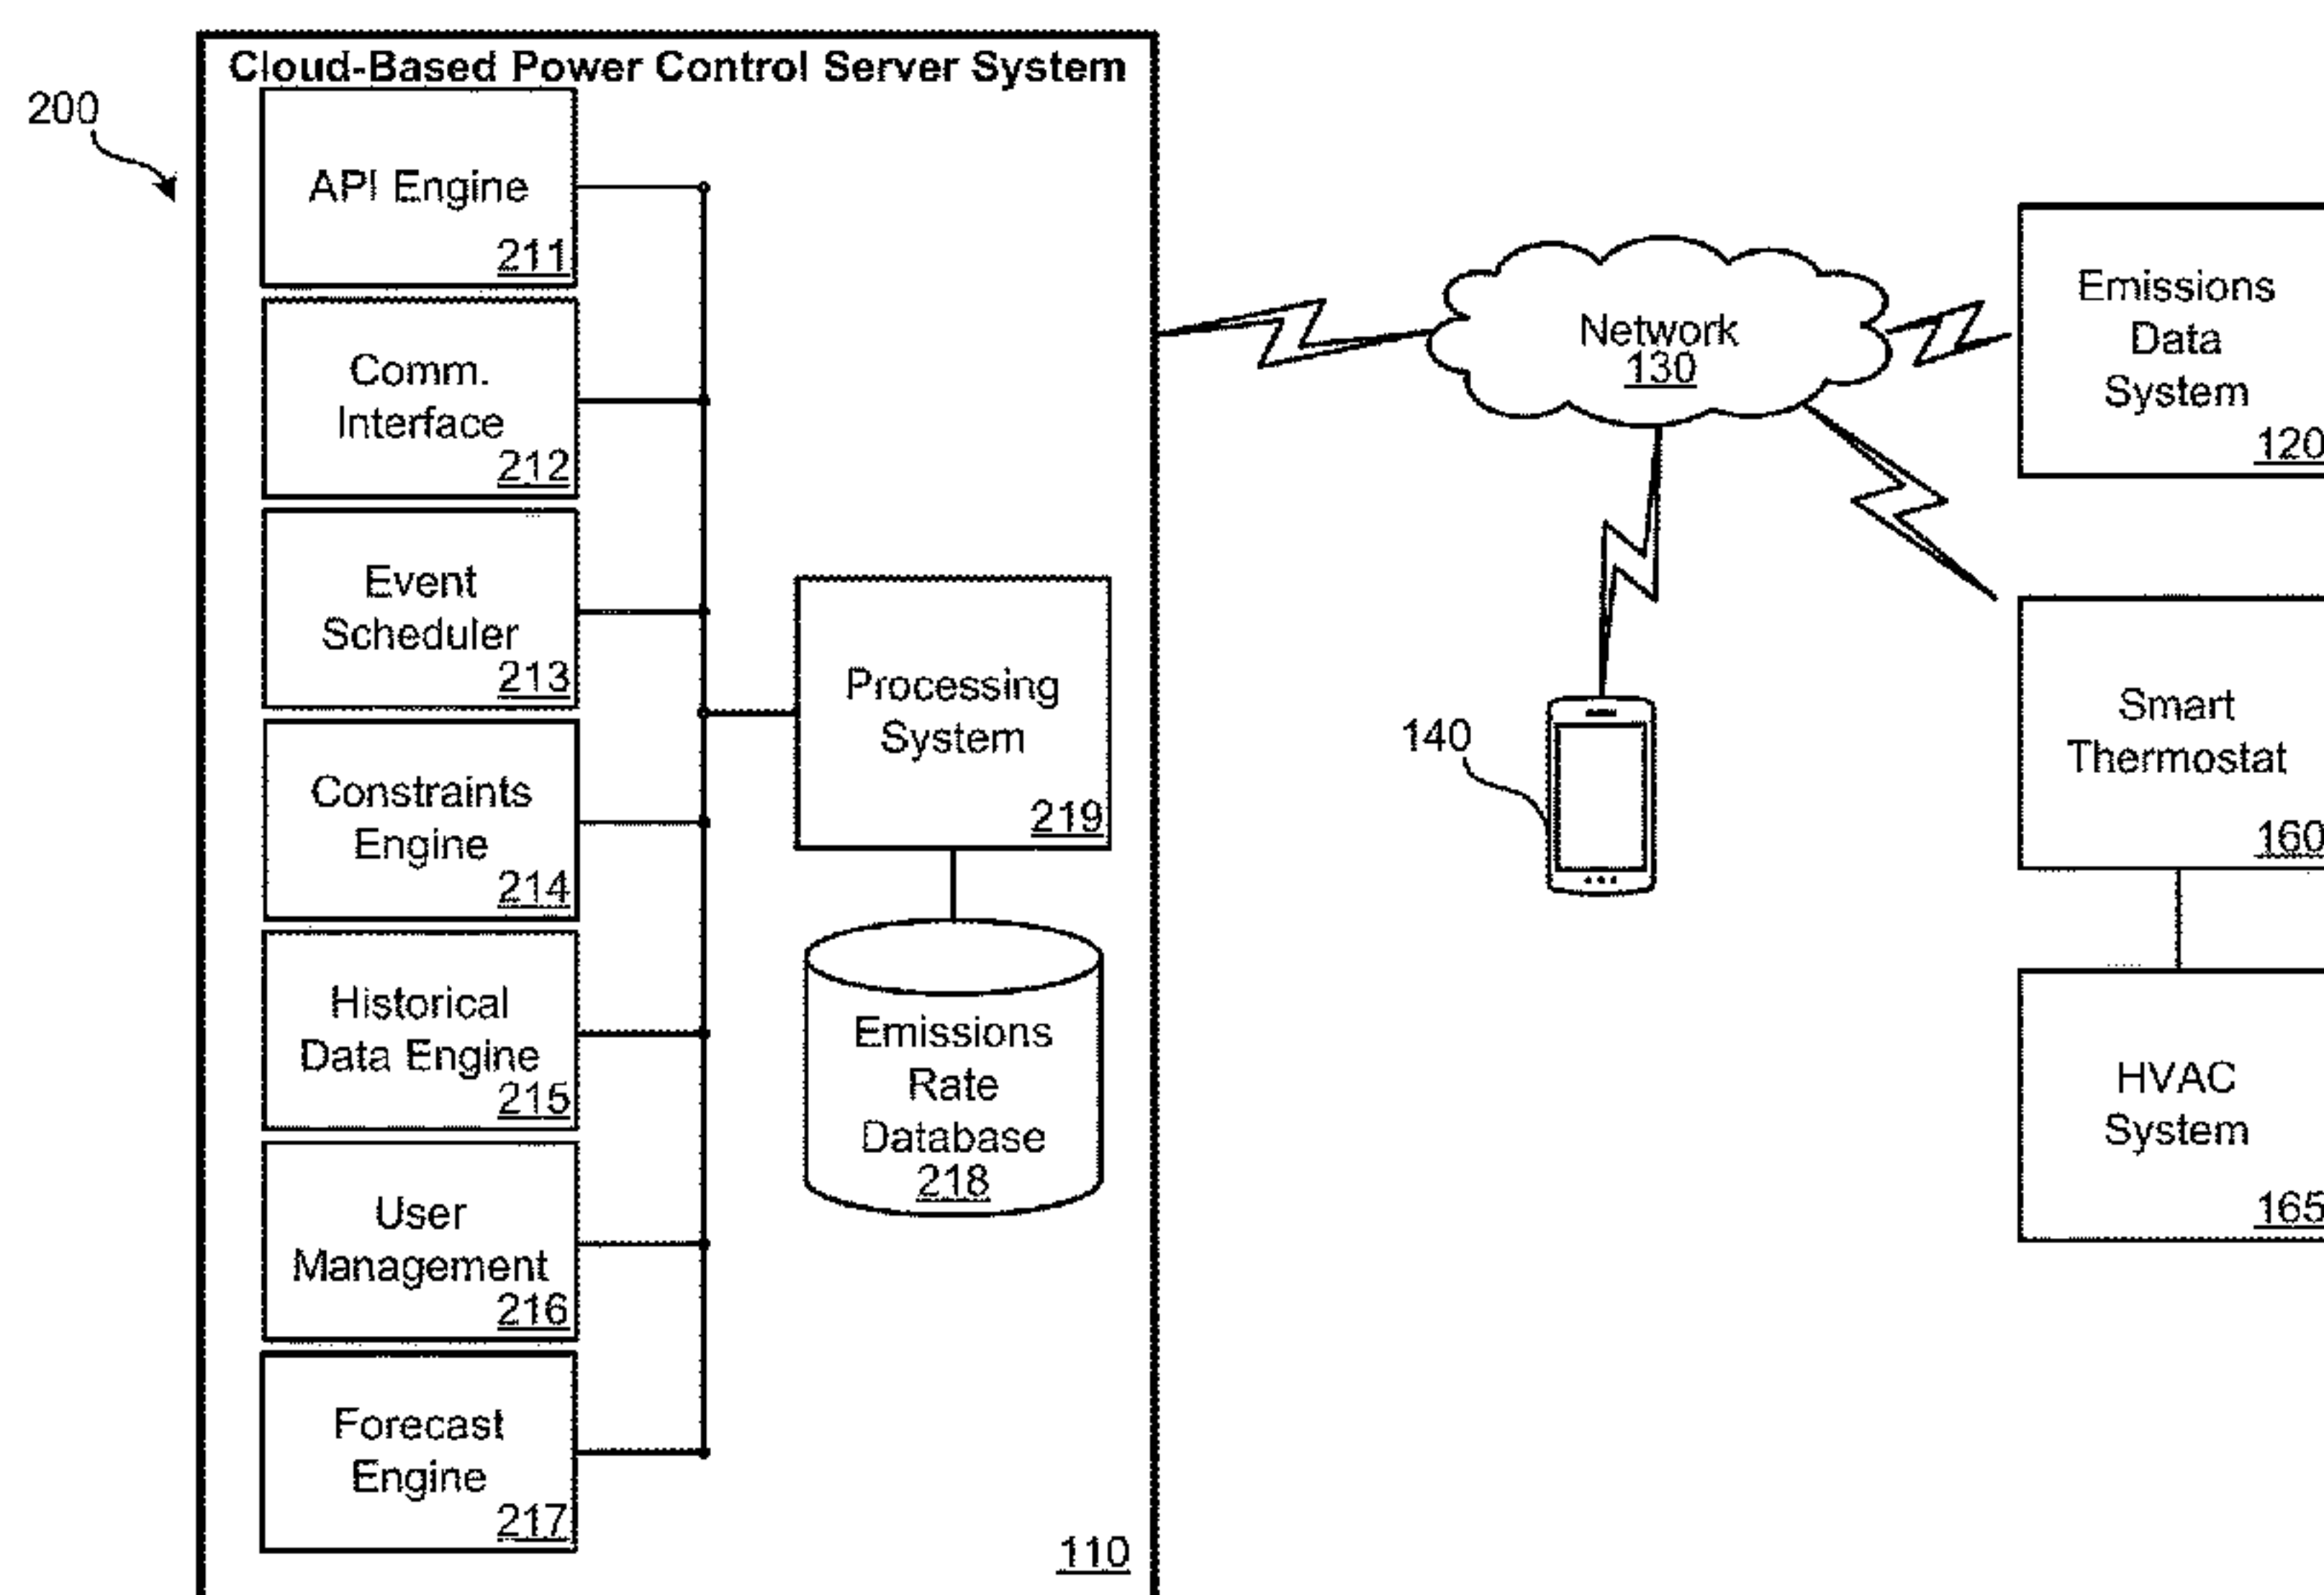 Cloud-Based Power Control Server System
200
API Engine
211
Comm.
Interface
212
Event
Scheduler
213
Constraints
Engine
214
Historical
Data Engine
215
User
Management
216
Forecast
Engine
217
Processing
System
219
Emissions
Rate
Database
218
110
Network
130
140
Emissions
Data
System
120
Smart
Thermostat
160
HVAC
System
165